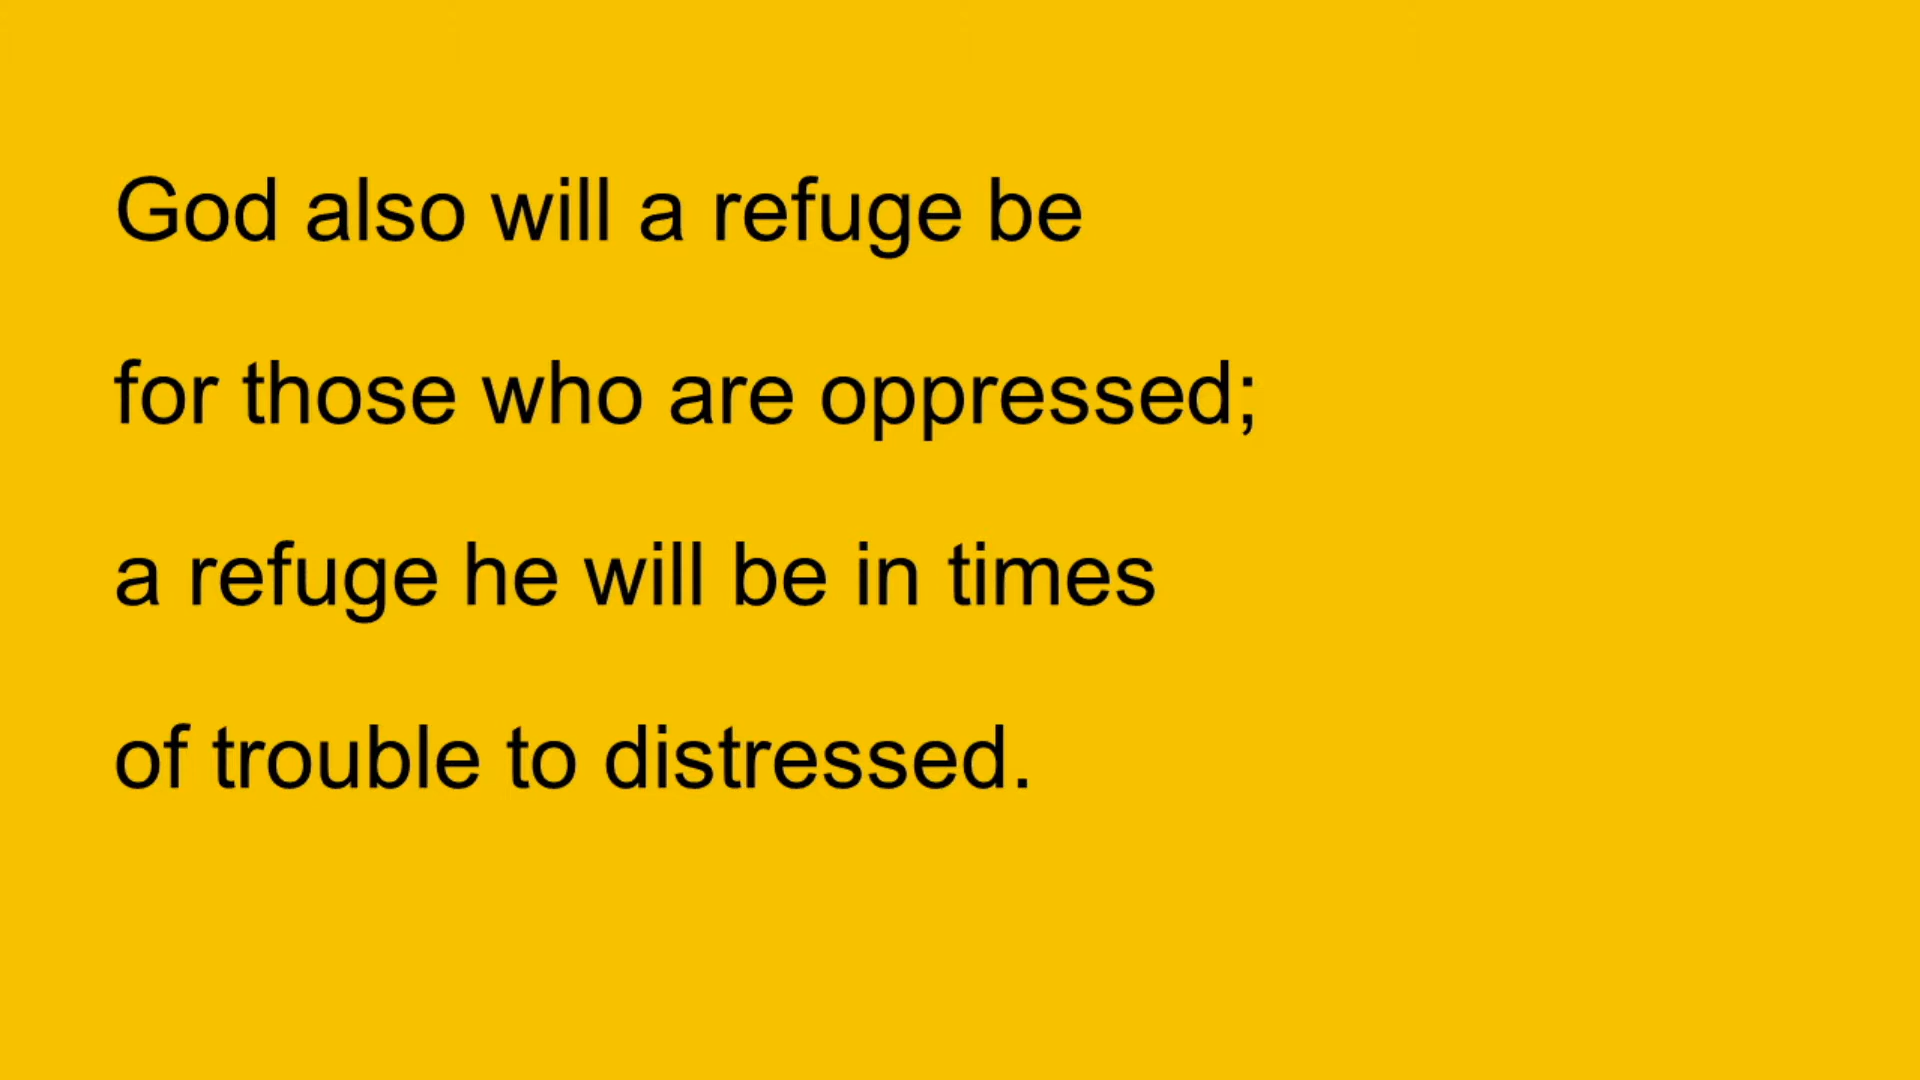 God also will a refuge be
for those who are oppressed;
a refuge he will be in times
of trouble to distressed.